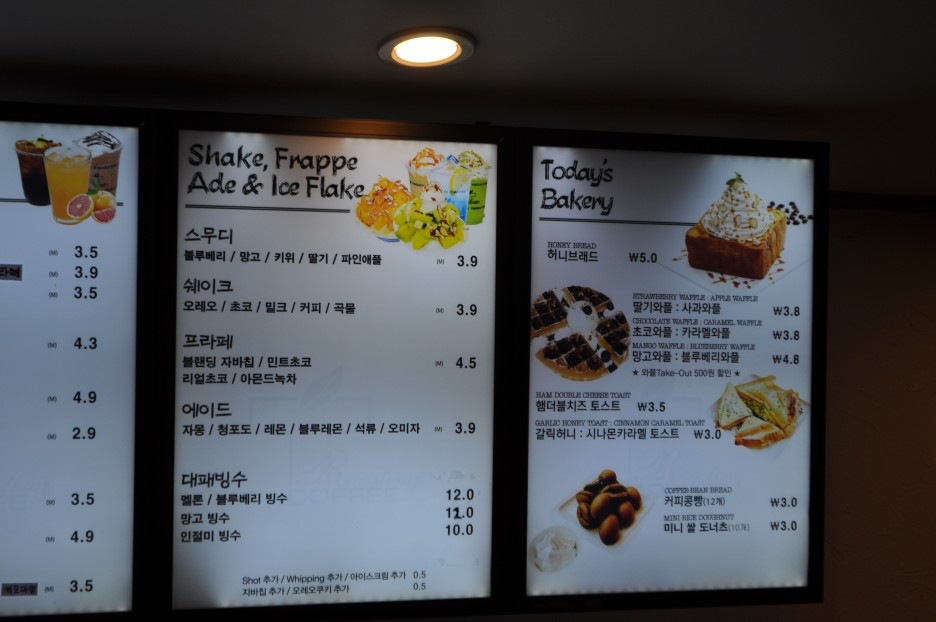 (M) 3.5
(M) 3.9
(M) 3.5
(M) 4.3
(M) 4.9
(M) 2.9
(M) 3.5
(M) 4.9
(M) 3.5
Shake, Frappe
Ade & Ice Flake
스무디
블루베리 / 망고 / 키위 / 딸기 / 파인애플 (M) 3.9
쉐이크
오레오 / 초코 / 밀크 / 커피 / 곡물 (M) 3.9
프라페
블랜딩 자바칩 / 민트초코 (M) 4.5
리얼초코 / 아몬드녹차
에이드
자몽 / 청포도 / 레몬 / 블루레몬 / 석류 / 오미자 (M) 3.9
대패빙수
멜론 / 블루베리 빙수 12.0
망고 빙수 11.0
인절미 빙수 10.0
Shot 추가 / Whipping 추가 / 아이스크림 추가 0.5
자바칩 추가 / 오레오쿠키 추가 0.5
Today's
Bakery
HONEY BREAD
허니브래드 ₩5.0
STRAWBERRY WAFFLE : APPLE WAFFLE
딸기와플 : 사과와플 ₩3.8
CHOCOLATE WAFFLE : CARAMEL WAFFLE
초코와플 : 카라멜와플 ₩3.8
MANGO WAFFLE : BLUEBERRY WAFFLE
망고와플 : 블루베리와플 ₩4.8
★ 와플Take-Out 500원 할인 ★
HAM DOUBLE CHEESE TOAST
햄더블치즈 토스트 ₩3.5
GARLIC HONEY TOAST : CINNAMON CARAMEL TOAST
갈릭허니 : 시나몬카라멜 토스트 ₩3.0
COFFEE BEAN BREAD
커피콩빵(12개) ₩3.0
MINI RICE DOUGHNUT
미니 쌀 도너츠(10개) ₩3.0